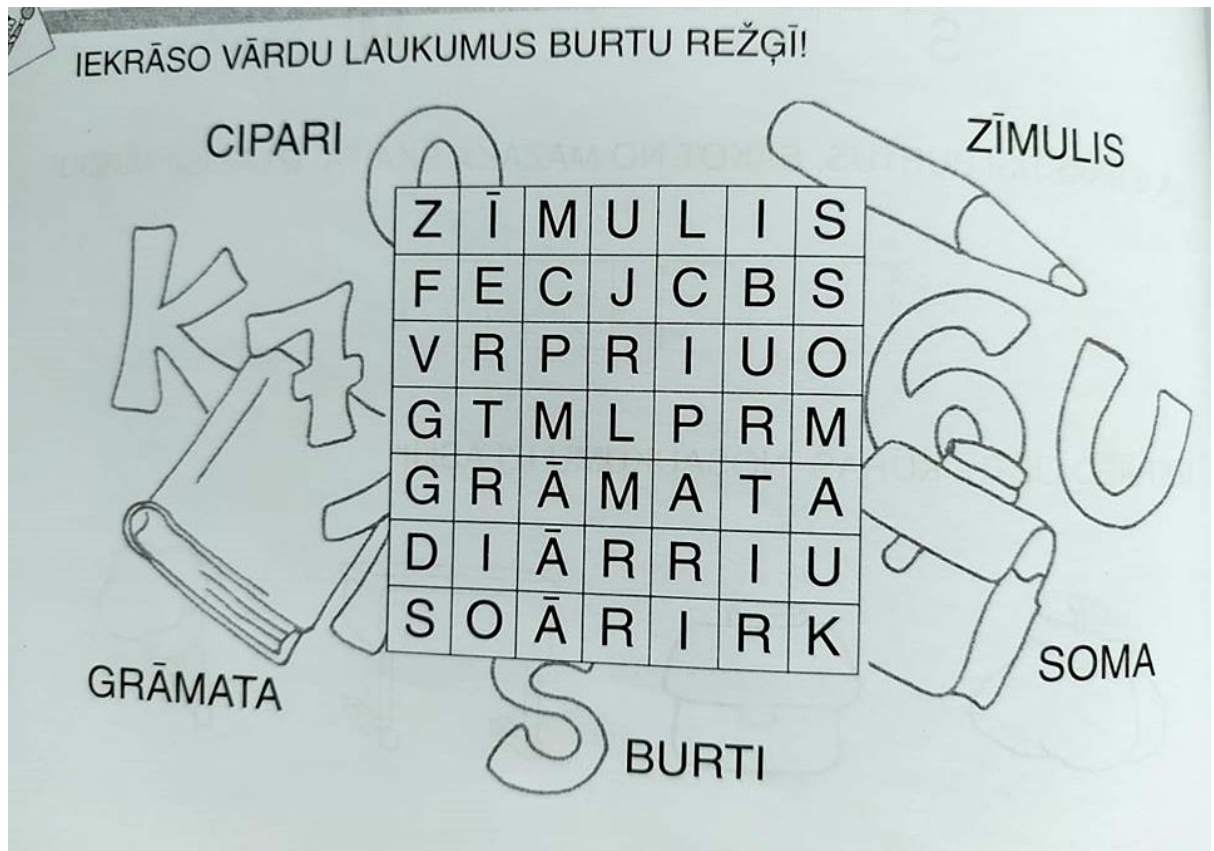 IEKRĀSO VĀRDU LAUKUMUS BURTU REŽĢĪ!
CIPARI
ZĪMULIS
Z Ī M U L I S
F E C J C B S
V R P R I U O
G T M L P R M
G R Ā M A T A
D I Ā R R I U
S O Ā R I R K
GRĀMATA
SOMA
BURTI